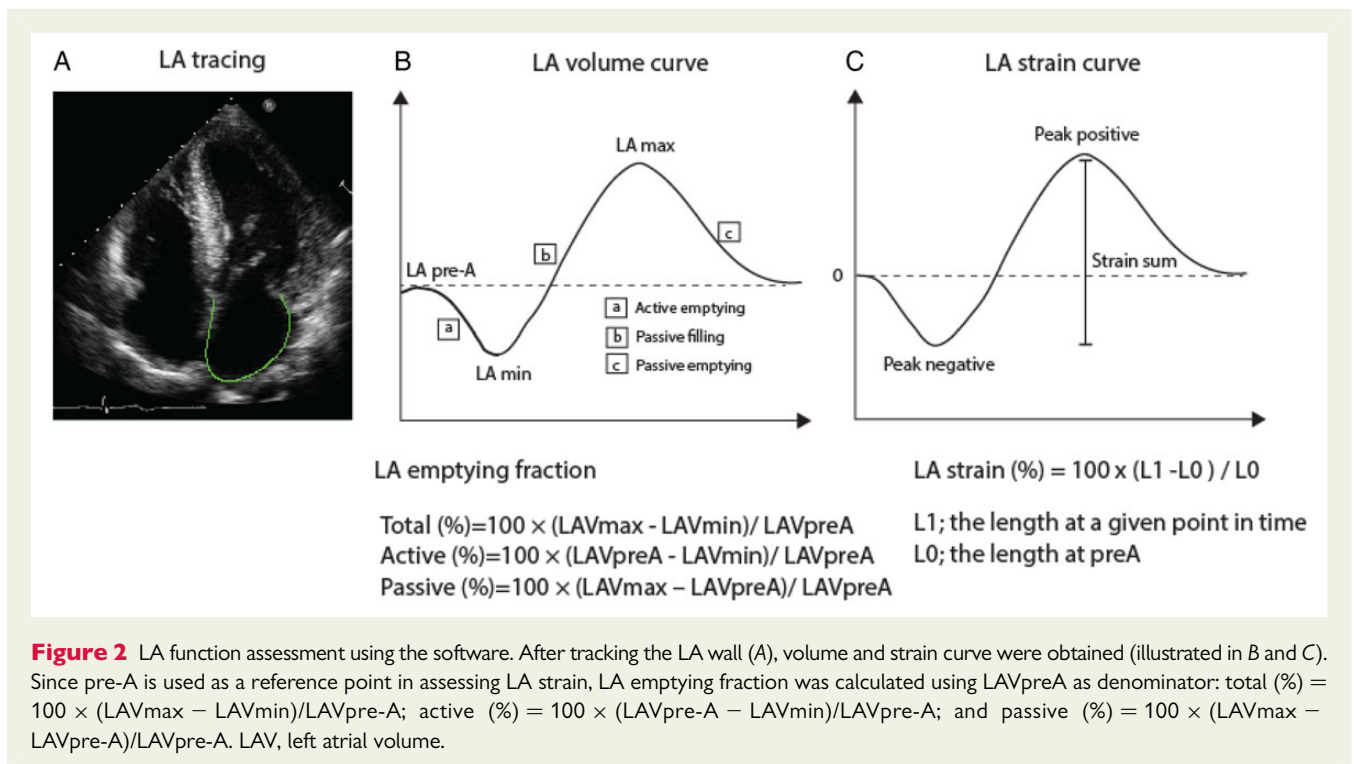 A
LA tracing
B
LA volume curve
LA max
LA pre-A
b
c
a
a Active emptying
b Passive filling
c Passive emptying
LA min
C
LA strain curve
Peak positive
0
Strain sum
Peak negative
LA emptying fraction
Total (%)=100 × (LAVmax - LAVmin)/ LAVpreA
Active (%)=100 × (LAVpreA - LAVmin)/ LAVpreA
Passive (%)=100 × (LAVmax – LAVpreA)/ LAVpreA
LA strain (%) = 100 x (L1 -L0 ) / L0
L1; the length at a given point in time
L0; the length at preA
Figure 2 LA function assessment using the software. After tracking the LA wall (A), volume and strain curve were obtained (illustrated in B and C).
Since pre-A is used as a reference point in assessing LA strain, LA emptying fraction was calculated using LAVpreA as denominator: total (%) =
100 × (LAVmax − LAVmin)/LAVpre-A; active (%) = 100 × (LAVpre-A − LAVmin)/LAVpre-A; and passive (%) = 100 × (LAVmax −
LAVpre-A)/LAVpre-A. LAV, left atrial volume.